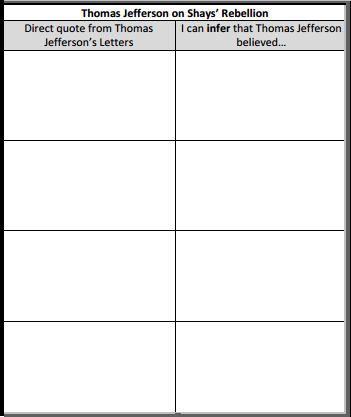 Thomas Jefferson on Shays' Rebellion
Direct quote from Thomas
Jefferson's Letters
I can infer that Thomas Jefferson
believed…